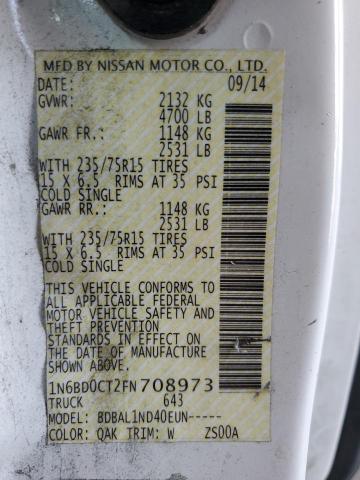 MFD BY NISSAN MOTOR CO., LTD.
DATE: 09/14
GVWR: 2132 KG
4700 LB
GAWR FR.: 1148 KG
2531 LB
WITH 235/75R15 TIRES
15 X 6.5 RIMS AT 35 PSI
COLD SINGLE
GAWR RR.: 1148 KG
2531 LB
WITH 235/75R15 TIRES
15 X 6.5 RIMS AT 35 PSI
COLD SINGLE
THIS VEHICLE CONFORMS TO
ALL APPLICABLE FEDERAL
MOTOR VEHICLE SAFETY AND
THEFT PREVENTION
STANDARDS IN EFFECT ON
THE DATE OF MANUFACTURE
SHOWN ABOVE.
1N6BD0CT2FN708973
TRUCK 643
MODEL: BDBAL1ND40EUN-----
COLOR: QAK TRIM: W ZS00A